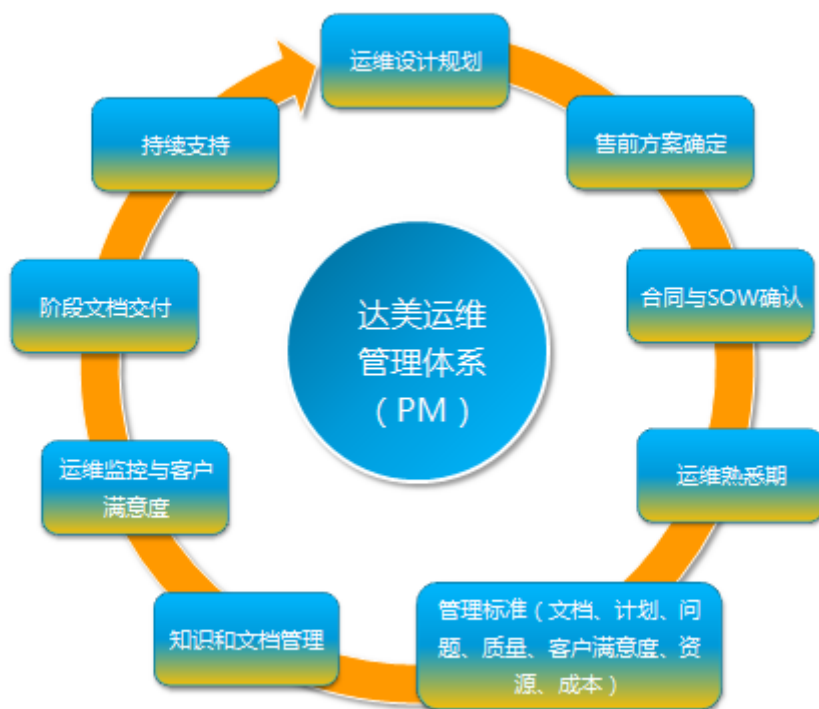 运维设计规划
售前方案确定
合同与SOW确认
运维熟悉期
管理标准（文档、计划、问
题、质量、客户满意度、资
源、成本）
知识和文档管理
运维监控与客户
满意度
阶段文档交付
持续支持
达美运维
管理体系
（PM）